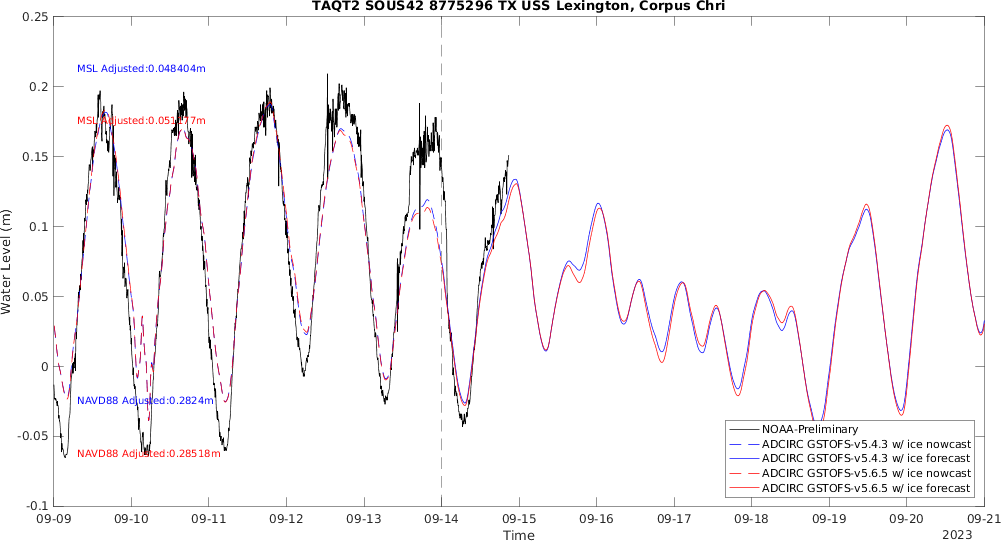 TAQT2 SOUS42 8775296 TX USS Lexington, Corpus Chri
0.25
0.2
0.15
0.1
0.05
0
-0.05
-0.1
Water Level (m)
MSL Adjusted:0.048404m
NAVD88 Adjusted:0.2824m
NAVD88 Adjusted:0.28518m
NOAA-Preliminary
ADCIRC GSTOFS-v5.4.3 w/ ice nowcast
ADCIRC GSTOFS-v5.4.3 w/ ice forecast
ADCIRC GSTOFS-v5.6.5 w/ ice nowcast
ADCIRC GSTOFS-v5.6.5 w/ ice forecast
09-09 09-10 09-11 09-12 09-13 09-14 09-15 09-16 09-17 09-18 09-19 09-20 09-21
Time
2023